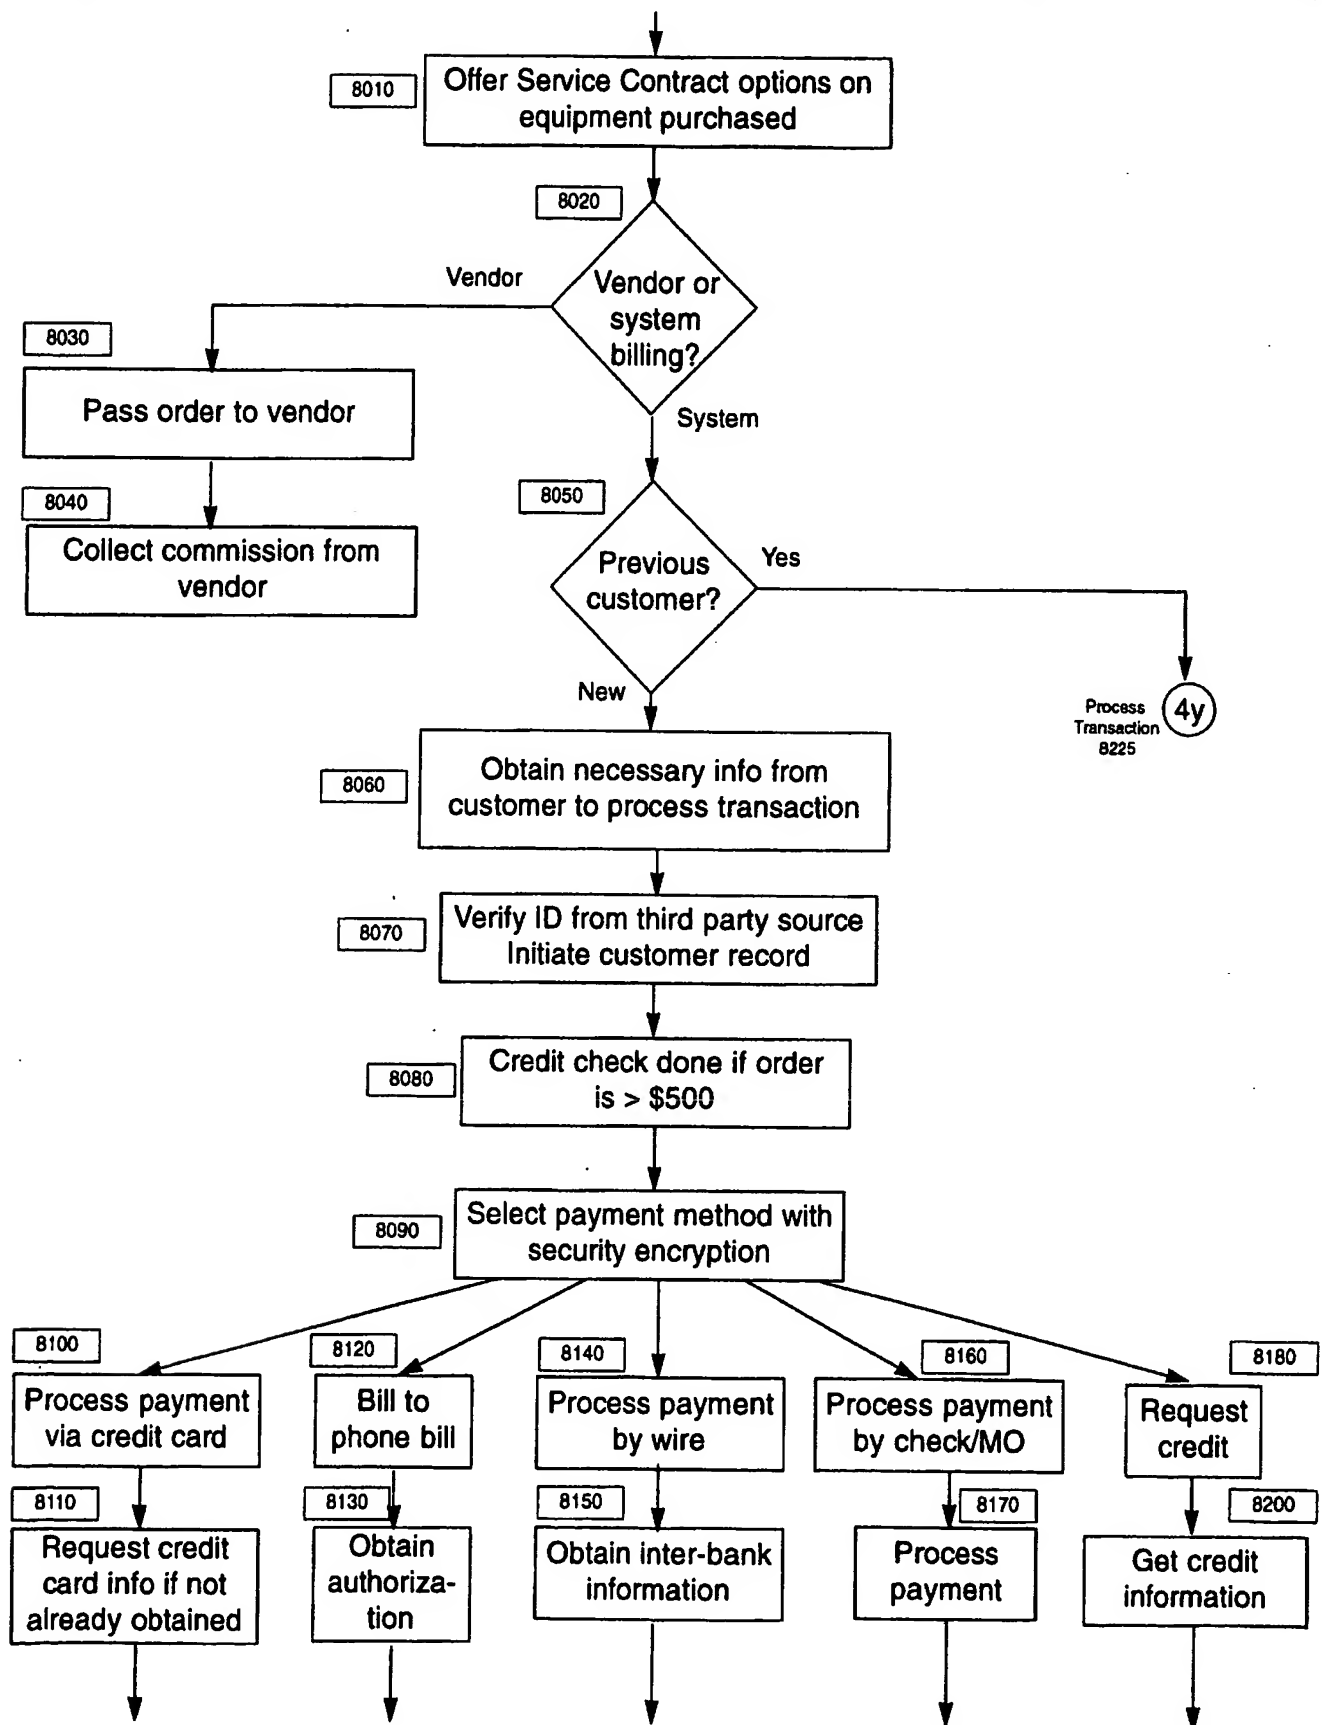 8010
Offer Service Contract options on
equipment purchased
8020
Vendor
Vendor or
system
billing?
8030
Pass order to vendor
System
8040
Collect commission from
vendor
8050
Previous
customer?
Yes
New
Process
Transaction
8225
4y
8060
Obtain necessary info from
customer to process transaction
8070
Verify ID from third party source
Initiate customer record
8080
Credit check done if order
is > $500
8090
Select payment method with
security encryption
8100
Process payment
via credit card
8120
Bill to
phone bill
8140
Process payment
by wire
8160
Process payment
by check/MO
8180
Request
credit
8110
Request credit
card info if not
already obtained
8130
Obtain
authoriza-
tion
8150
Obtain inter-bank
information
8170
Process
payment
8200
Get credit
information